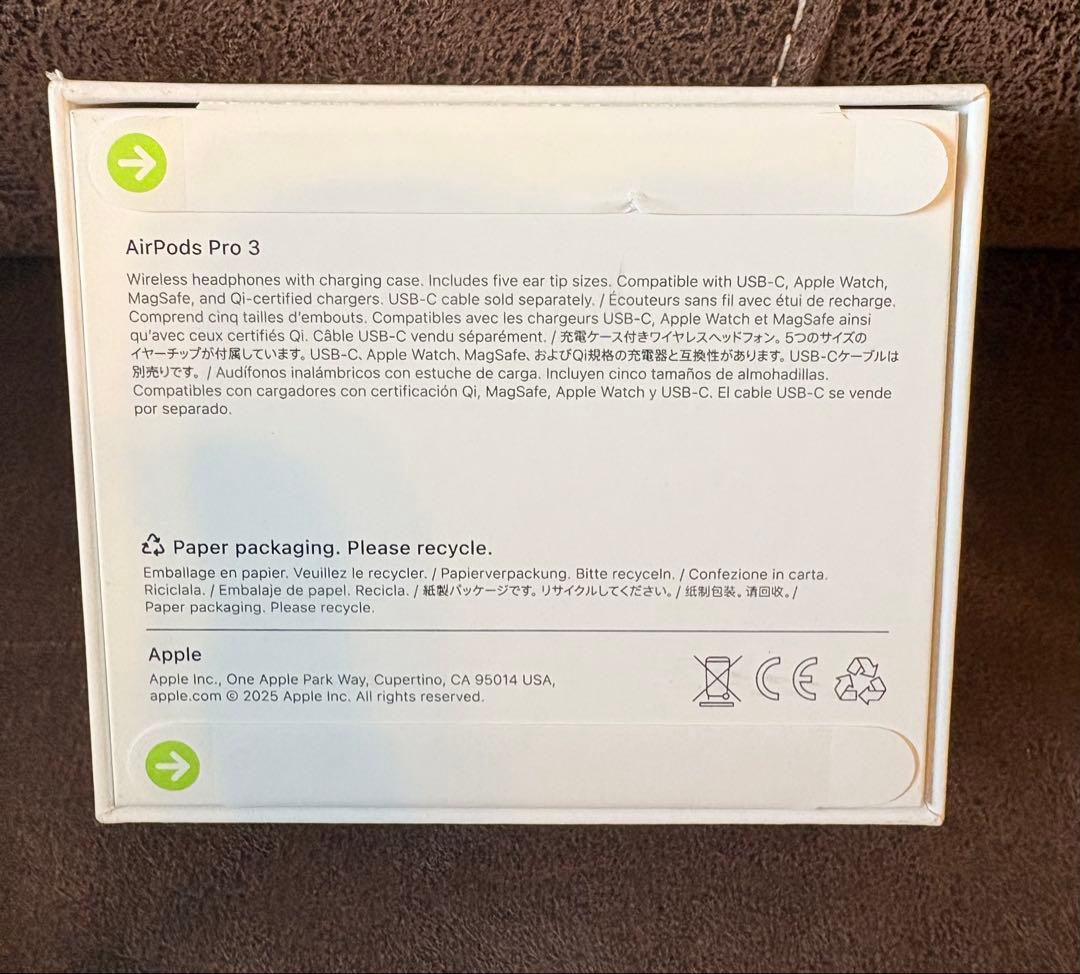 AirPods Pro 3
Wireless headphones with charging case. Includes five ear tip sizes. Compatible with USB-C, Apple Watch,
MagSafe, and Qi-certified chargers. USB-C cable sold separately. / Écouteurs sans fil avec étui de recharge.
Comprend cinq tailles d'embouts. Compatibles avec les chargeurs USB-C, Apple Watch et MagSafe ainsi
qu'avec ceux certifiés Qi. Câble USB-C vendu séparément. / 充電ケース付きワイヤレスヘッドフォン。5つのサイズの
イヤーチップが付属しています。USB-C、Apple Watch、MagSafe、およびQi規格の充電器と互換性があります。USB-Cケーブルは
別売りです。 / Audífonos inalámbricos con estuche de carga. Incluyen cinco tamaños de almohadillas.
Compatibles con cargadores con certificación Qi, MagSafe, Apple Watch y USB-C. El cable USB-C se vende
por separado.
Paper packaging. Please recycle.
Emballage en papier. Veuillez le recycler. / Papierverpackung. Bitte recyceln. / Confezione in carta.
Riciclala. / Embalaje de papel. Recicla. / 紙製パッケージです。リサイクルしてください。/ 纸制包装。请回收。/
Paper packaging. Please recycle.
Apple
Apple Inc., One Apple Park Way, Cupertino, CA 95014 USA,
apple.com © 2025 Apple Inc. All rights reserved.
CE